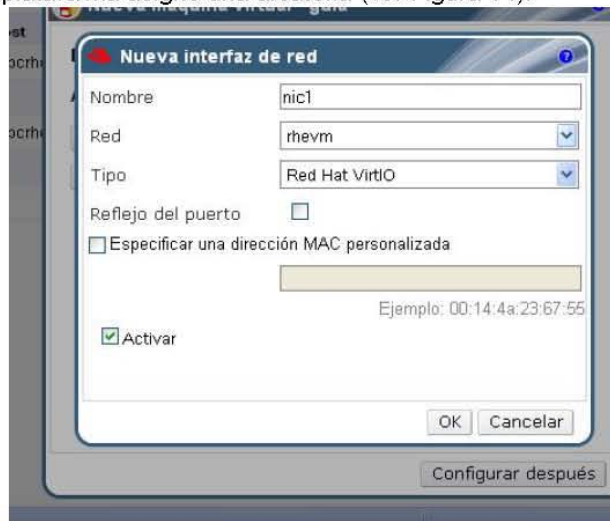 Nueva interfaz de red
Nombre nic1
Red rhevm
Tipo Red Hat VirtIO
Reflejo del puerto
Especificar una dirección MAC personalizada
Ejemplo: 00:14:4a:23:67:55
Activar
OK Cancelar
Configurar después